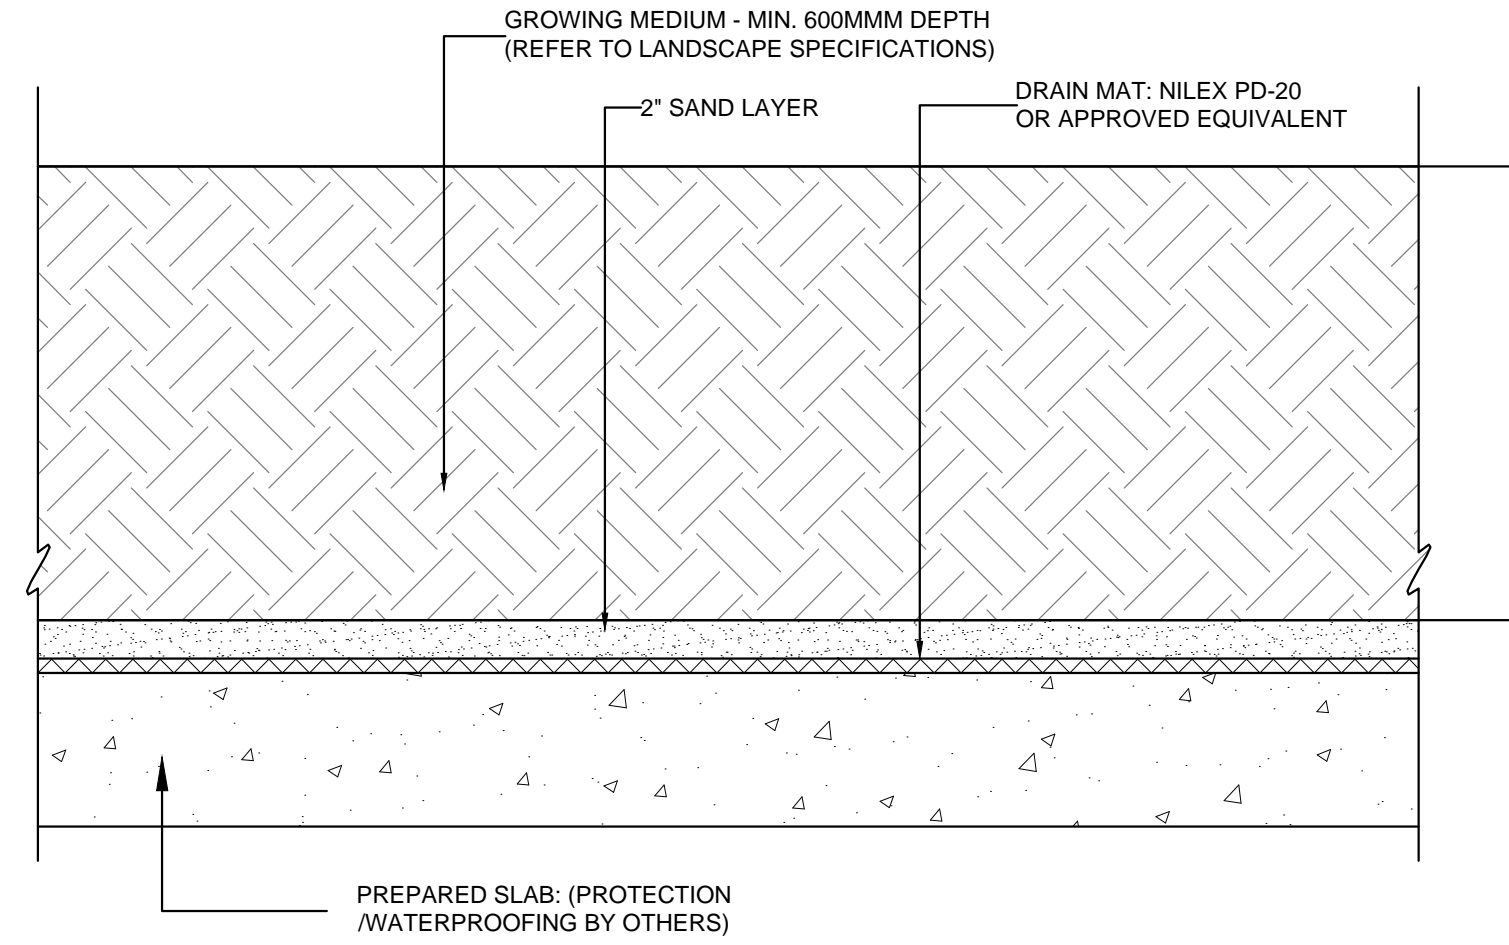 GROWING MEDIUM - MIN. 600MMM DEPTH
(REFER TO LANDSCAPE SPECIFICATIONS)
2" SAND LAYER
DRAIN MAT: NILEX PD-20
OR APPROVED EQUIVALENT
PREPARED SLAB: (PROTECTION
/WATERPROOFING BY OTHERS)